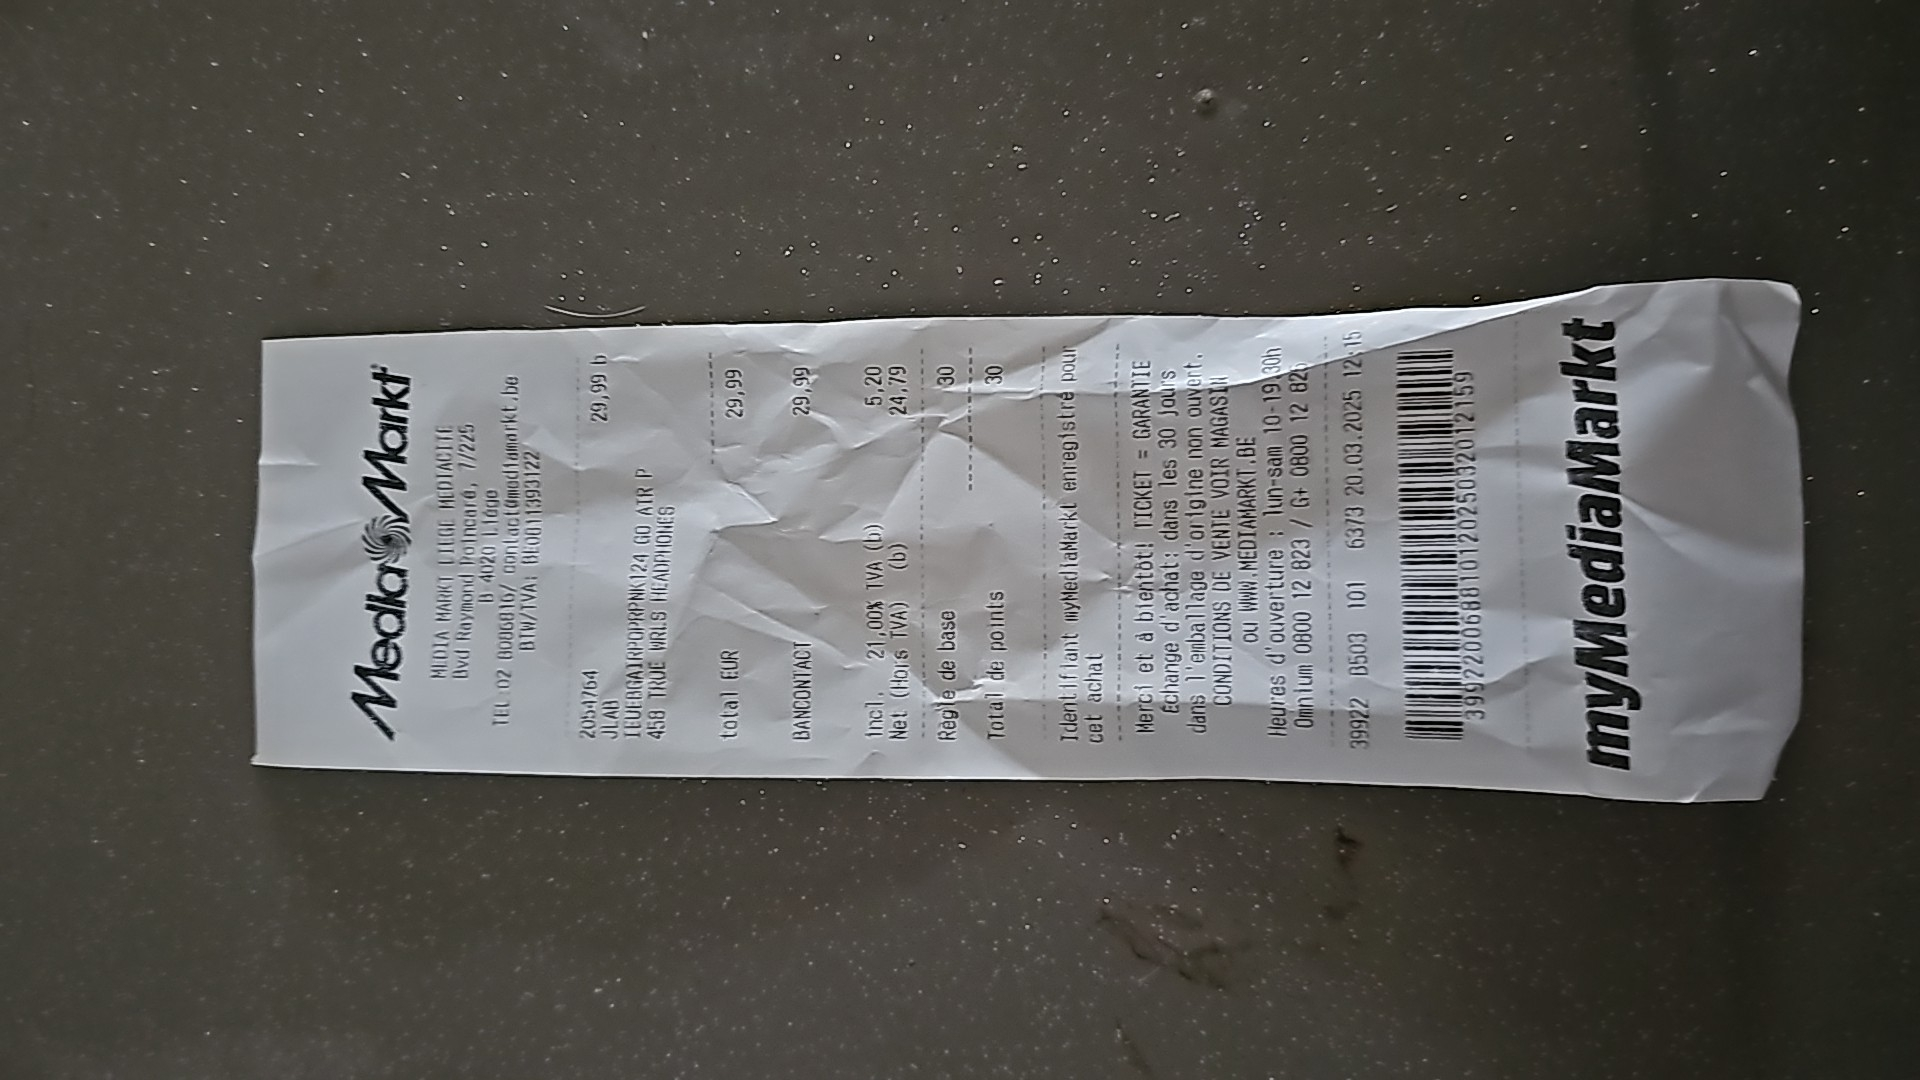 MediaMarkt
MEDIA MARKT LIEGE MEDIACITE
Bvd Raymond Poincaré, 7/225
B 4020 Liège
TEL 02 8086816/ contact@mediamarkt.be
BTW/TVA: BE0811393122
29,99 b
2054764
JLAB
IEUEBGAIRPOPRPNK124 GO AIR P
458 TRUE WRLS HEADPHONES
total EUR 29,99
BANCONTACT 29,99
Incl. 21,00% TVA (b) 5,20
Net (Hors TVA) (b) 24,79
Règle de base 30
Total de points 30
Identifiant myMediaMarkt enregistré pour
cet achat
Merci et à bientôt! TICKET = GARANTIE
Echange d'achat: dans les 30 jours
dans l'emballage d'origine non ouvert.
CONDITIONS DE VENTE VOIR MAGASIN
ou WWW.MEDIAMARKT.BE
Heures d'ouverture : lun-sam 10-19.30h
Omnium 0800 12 823 / G+ 0800 12 825
39922 B503 101 6373 20.03.2025 12:15
myMediaMarkt